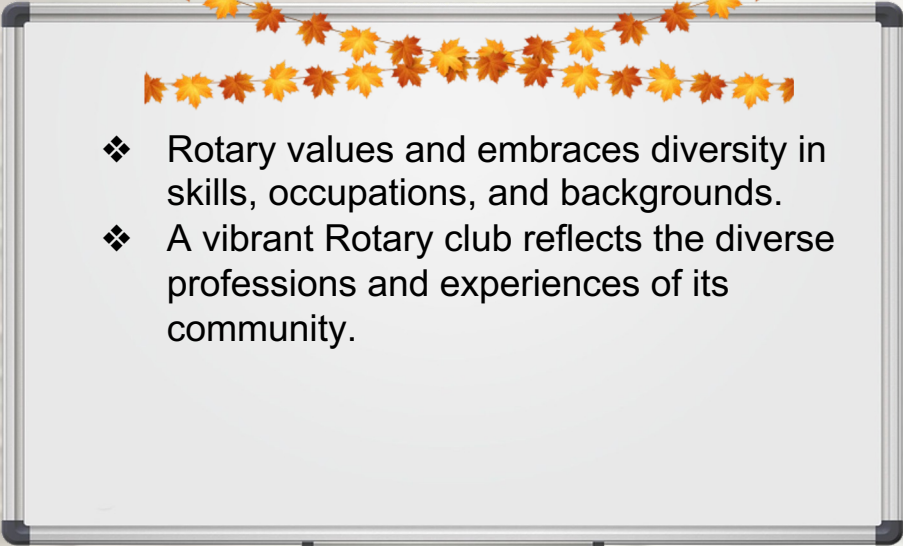 ❖ Rotary values and embraces diversity in
skills, occupations, and backgrounds.
❖ A vibrant Rotary club reflects the diverse
professions and experiences of its
community.